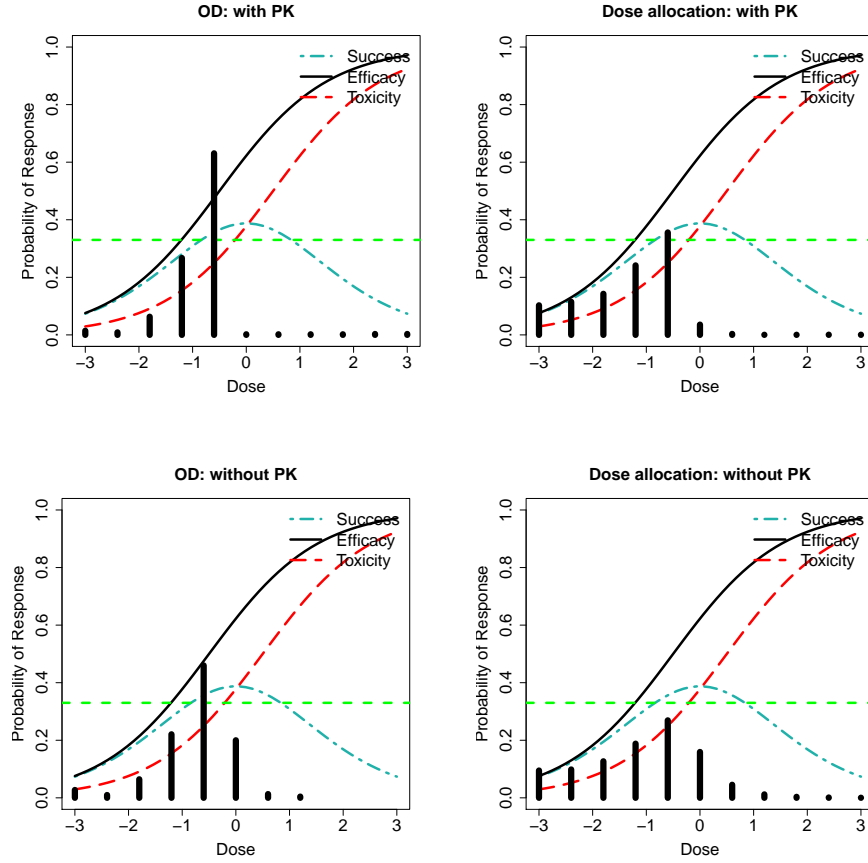 OD: with PK
Probability of Response
1.0
0.8
0.6
0.4
0.2
0.0
Success
Efficacy
Toxicity
−3 −2 −1 0 1 2 3
Dose
Dose allocation: with PK
Probability of Response
1.0
0.8
0.6
0.4
0.2
0.0
Success
Efficacy
Toxicity
−3 −2 −1 0 1 2 3
Dose
OD: without PK
Probability of Response
1.0
0.8
0.6
0.4
0.2
0.0
Success
Efficacy
Toxicity
−3 −2 −1 0 1 2 3
Dose
Dose allocation: without PK
Probability of Response
1.0
0.8
0.6
0.4
0.2
0.0
Success
Efficacy
Toxicity
−3 −2 −1 0 1 2 3
Dose